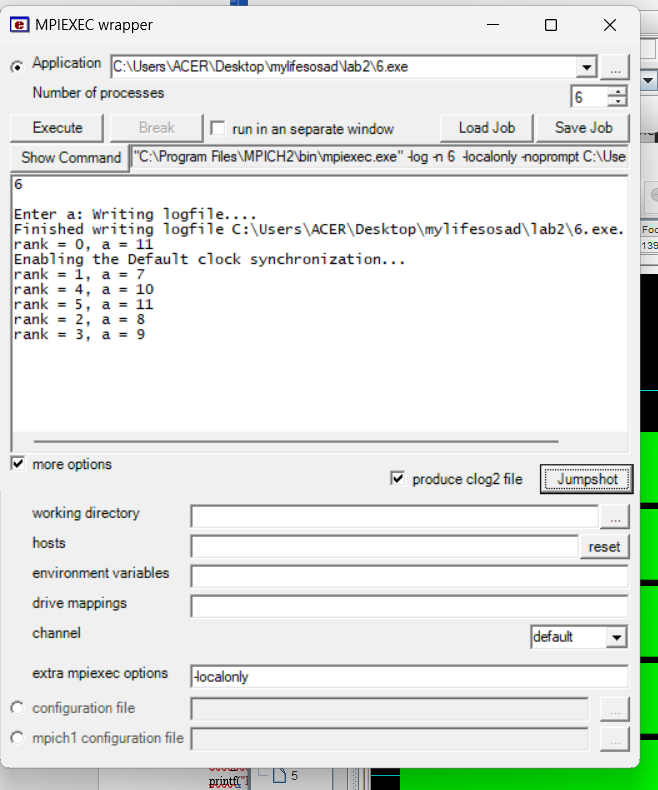 MPIEXEC wrapper
Application C:\Users\ACER\Desktop\mylifesosad\lab2\6.exe ...
Number of processes 6
Execute Break run in an separate window Load Job Save Job
Show Command "C:\Program Files\MPICH2\bin\mpiexec.exe" -log -n 6 -localonly -noprompt C:\Use
6
Enter a: Writing logfile....
Finished writing logfile C:\Users\ACER\Desktop\mylifesosad\lab2\6.exe.
rank = 0, a = 11
Enabling the Default clock synchronization...
rank = 1, a = 7
rank = 4, a = 10
rank = 5, a = 11
rank = 2, a = 8
rank = 3, a = 9
more options
produce clog2 file Jumpshot
working directory ...
hosts reset
environment variables
drive mappings
channel default
extra mpiexec options -localonly
configuration file ...
mpich1 configuration file ...
Foc
139
printf("]
5